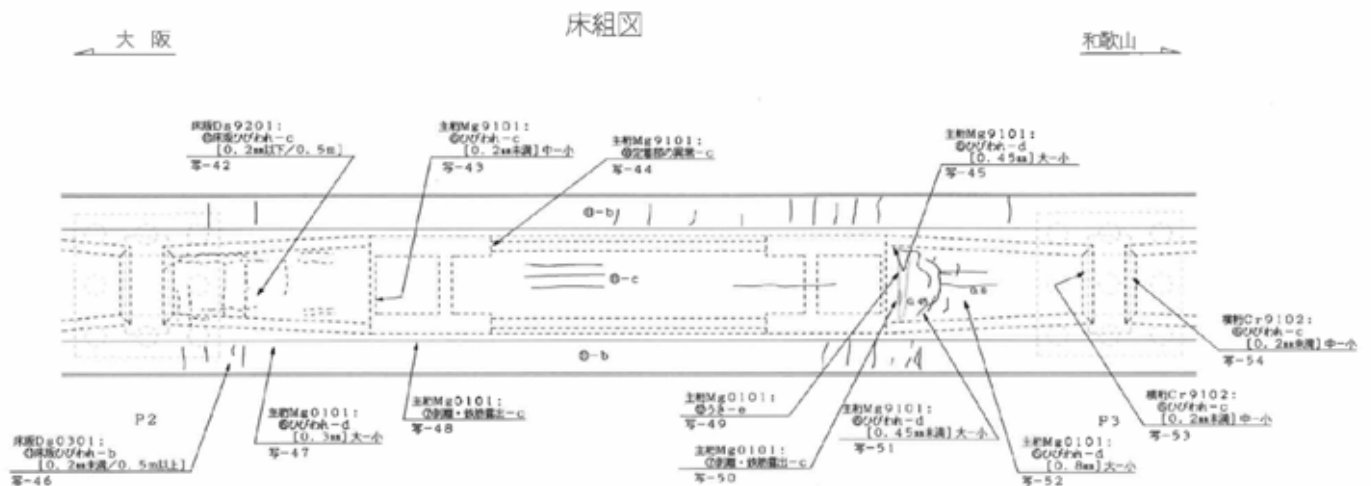 床組図
大 阪
和歌山
床版Ds9201:
⑪床版ひびわれ-c
[0.2mm以下/0.5m]
写-42
主桁Mg9101:
⑥ひびわれ-c
[0.2mm未満]中-小
写-43
主桁Mg9101:
⑱定着部の異常-c
写-44
主桁Mg9101:
⑥ひびわれ-d
[0.45mm]大-小
写-45
⑪-b
⑪-c
⑪-b
0.45
0.8
横桁Cr9102:
⑥ひびわれ-c
[0.2mm未満]中-小
写-54
P2
P3
床版Ds0301:
⑪床版ひびわれ-b
[0.2mm未満/0.5m以上]
写-46
主桁Mg0101:
⑥ひびわれ-d
[0.3mm]大-小
写-47
主桁Mg0101:
⑦剥離・鉄筋露出-c
写-48
主桁Mg0101:
⑫うき-e
写-49
主桁Mg0101:
⑦剥離・鉄筋露出-c
写-50
主桁Mg9101:
⑥ひびわれ-d
[0.45mm未満]大-小
写-51
主桁Mg0101:
⑥ひびわれ-d
[0.8mm]大-小
写-52
横桁Cr9102:
⑥ひびわれ-c
[0.2mm未満]中-小
写-53